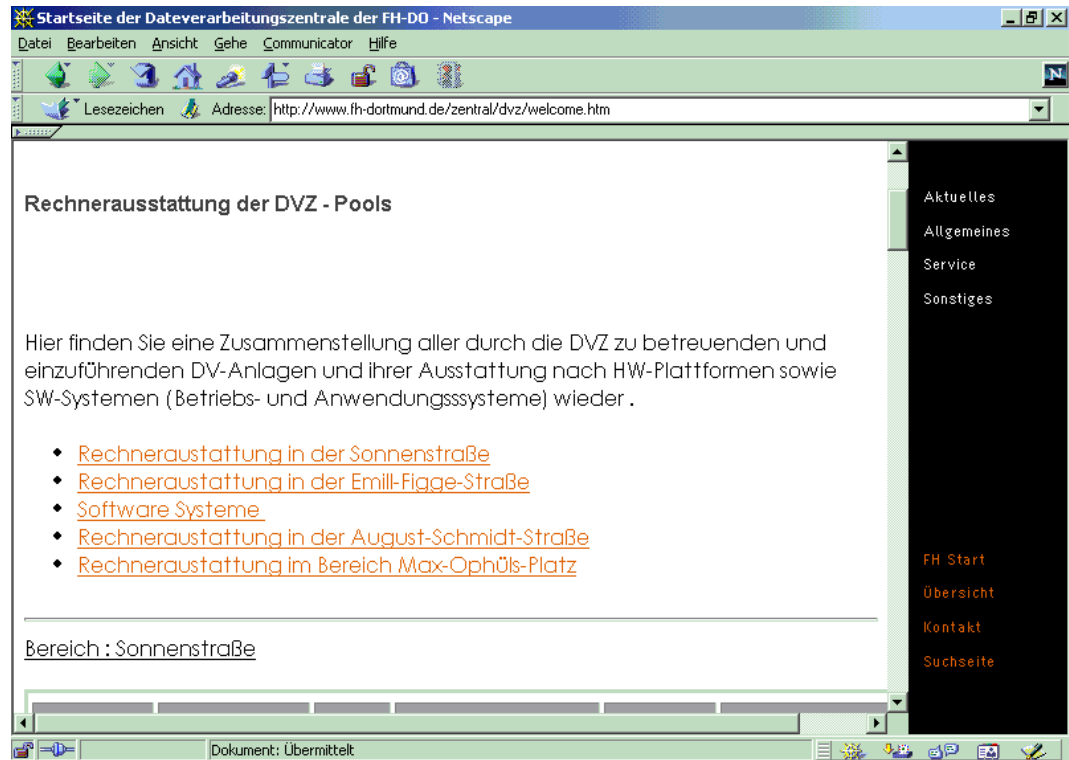 Startseite der Dateverarbeitungszentrale der FH-DO - Netscape
Datei Bearbeiten Ansicht Gehe Communicator Hilfe
Lesezeichen Adresse: http://www.fh-dortmund.de/zentral/dvz/welcome.htm
N
Rechnerausstattung der DVZ - Pools
Hier finden Sie eine Zusammenstellung aller durch die DVZ zu betreuenden und
einzuführenden DV-Anlagen und ihrer Ausstattung nach HW-Plattformen sowie
SW-Systemen (Betriebs- und Anwendungsssysteme) wieder .
Rechneraustattung in der Sonnenstraße
Rechneraustattung in der Emill-Figge-Straße
Software Systeme
Rechneraustattung in der August-Schmidt-Straße
Rechneraustattung im Bereich Max-Ophüls-Platz
Bereich : Sonnenstraße
Aktuelles
Allgemeines
Service
Sonstiges
FH Start
Übersicht
Kontakt
Suchseite
Dokument: Übermittelt